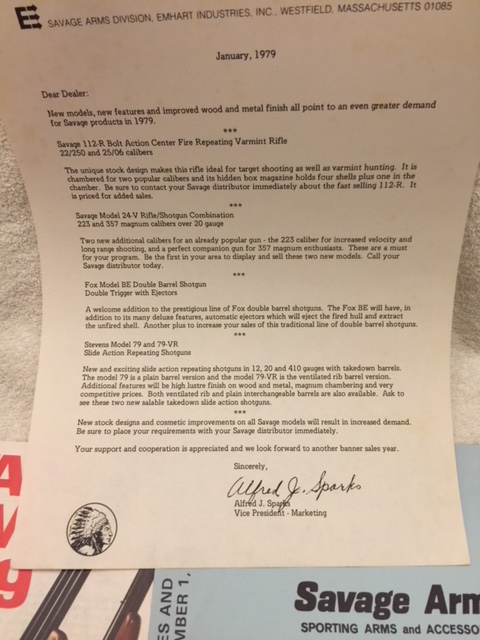 SAVAGE ARMS DIVISION, EMHART INDUSTRIES, INC., WESTFIELD, MASSACHUSETTS 01085
January, 1979
Dear Dealer:
New models, new features and improved wood and metal finish all point to an even greater demand
for Savage products in 1979.
***
Savage 112-R Bolt Action Center Fire Repeating Varmint Rifle
22/250 and 25/06 calibers
The unique stock design makes this rifle ideal for target shooting as well as varmint hunting. It is
chambered for two popular calibers and its hidden box magazine holds four shells plus one in the
chamber. Be sure to contact your Savage distributor immediately about the fast selling 112-R. It
is priced for added sales.
***
Savage Model 24-V Rifle/Shotgun Combination
223 and 357 magnum calibers over 20 gauge
Two new additional calibers for an already popular gun - the 223 caliber for increased velocity and
long range shooting, and a perfect companion gun for 357 magnum enthusiasts. These are a must
for your program. Be the first in your area to display and sell these two new models. Call your
Savage distributor today.
***
Fox Model BE Double Barrel Shotgun
Double Trigger with Ejectors
A welcome addition to the prestigious line of Fox double barrel shotguns. The Fox BE will have, in
addition to its many deluxe features, automatic ejectors which will eject the fired hull and extract
the unfired shell. Another plus to increase your sales of this traditional line of double barrel shotguns.
***
Stevens Model 79 and 79-VR
Slide Action Repeating Shotguns
New and exciting slide action repeating shotguns in 12, 20 and 410 gauges with takedown barrels.
The model 79 is a plain barrel version and the model 79-VR is the ventilated rib barrel version.
Additional features will be high lustre finish on wood and metal, magnum chambering and very
competitive prices. Both ventilated rib and plain interchangeable barrels are also available. Ask to
see these two new salable takedown slide action shotguns.
***
New stock designs and cosmetic improvements on all Savage models will result in increased demand.
Be sure to place your requirements with your Savage distributor immediately.
Your support and cooperation is appreciated and we look forward to another banner sales year.
Sincerely,
Alfred J. Sparks
Alfred J. Sparks
Vice President - Marketing
ES AND
MBER 1,
Savage Arm
SPORTING ARMS and ACCESSO